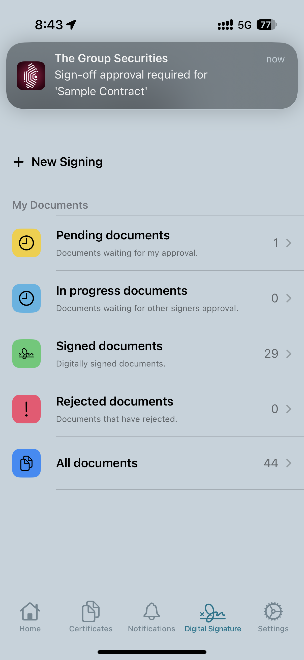 8:43
5G 77
The Group Securities
now
Sign-off approval required for
'Sample Contract'
+ New Signing
My Documents
Pending documents
1
Documents waiting for my approval.
In progress documents
0
Documents waiting for other signers approval.
Signed documents
29
Digitally signed documents.
Rejected documents
0
Documents that have rejected.
All documents
44
Home
Certificates
Notifications
Digital Signature
Settings